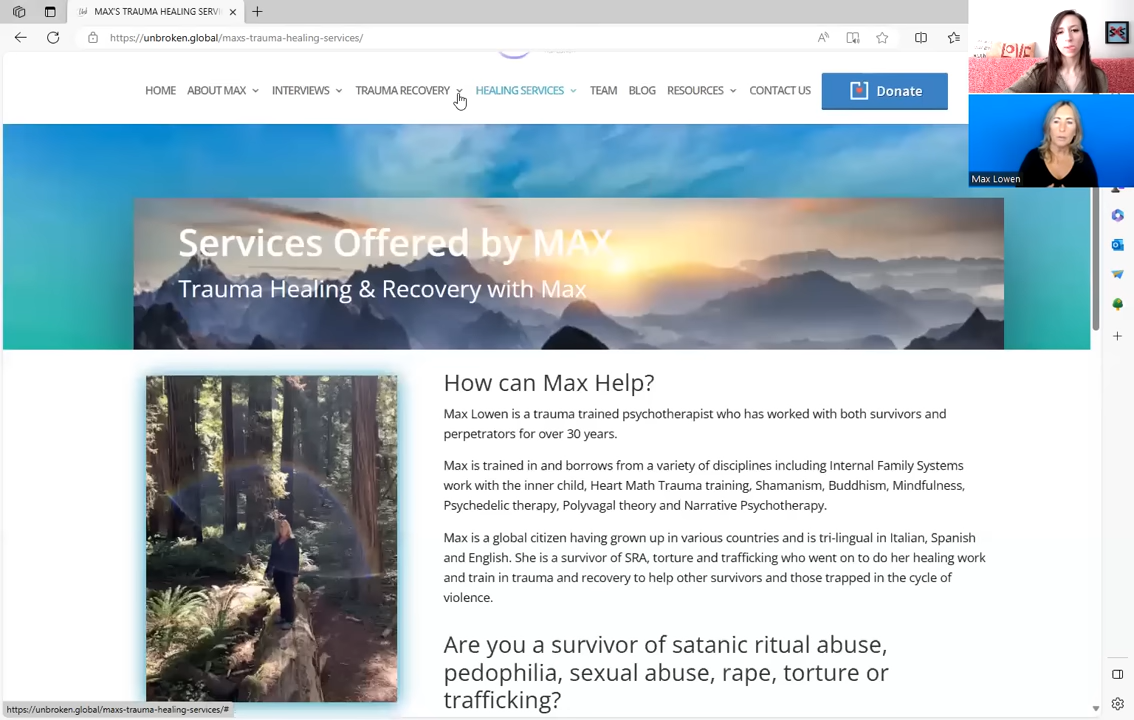 MAX'S TRAUMA HEALING SERVI
https://unbroken.global/maxs-trauma-healing-services/
HOME ABOUT MAX INTERVIEWS TRAUMA RECOVERY HEALING SERVICES TEAM BLOG RESOURCES CONTACT US Donate
LOVE
Max Lowen
Services Offered by MAX
Trauma Healing & Recovery with Max
How can Max Help?
Max Lowen is a trauma trained psychotherapist who has worked with both survivors and
perpetrators for over 30 years.
Max is trained in and borrows from a variety of disciplines including Internal Family Systems
work with the inner child, Heart Math Trauma training, Shamanism, Buddhism, Mindfulness,
Psychedelic therapy, Polyvagal theory and Narrative Psychotherapy.
Max is a global citizen having grown up in various countries and is tri-lingual in Italian, Spanish
and English. She is a survivor of SRA, torture and trafficking who went on to do her healing work
and train in trauma and recovery to help other survivors and those trapped in the cycle of
violence.
Are you a survivor of satanic ritual abuse,
pedophilia, sexual abuse, rape, torture or
trafficking?
https://unbroken.global/maxs-trauma-healing-services/#